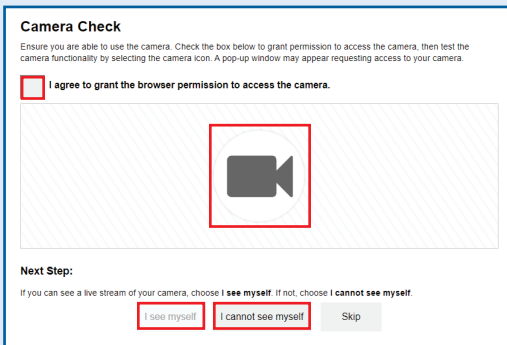 Camera Check
Ensure you are able to use the camera. Check the box below to grant permission to access the camera, then test the
camera functionality by selecting the camera icon. A pop-up window may appear requesting access to your camera.
I agree to grant the browser permission to access the camera.
Next Step:
If you can see a live stream of your camera, choose I see myself. If not, choose I cannot see myself.
I see myself
I cannot see myself
Skip